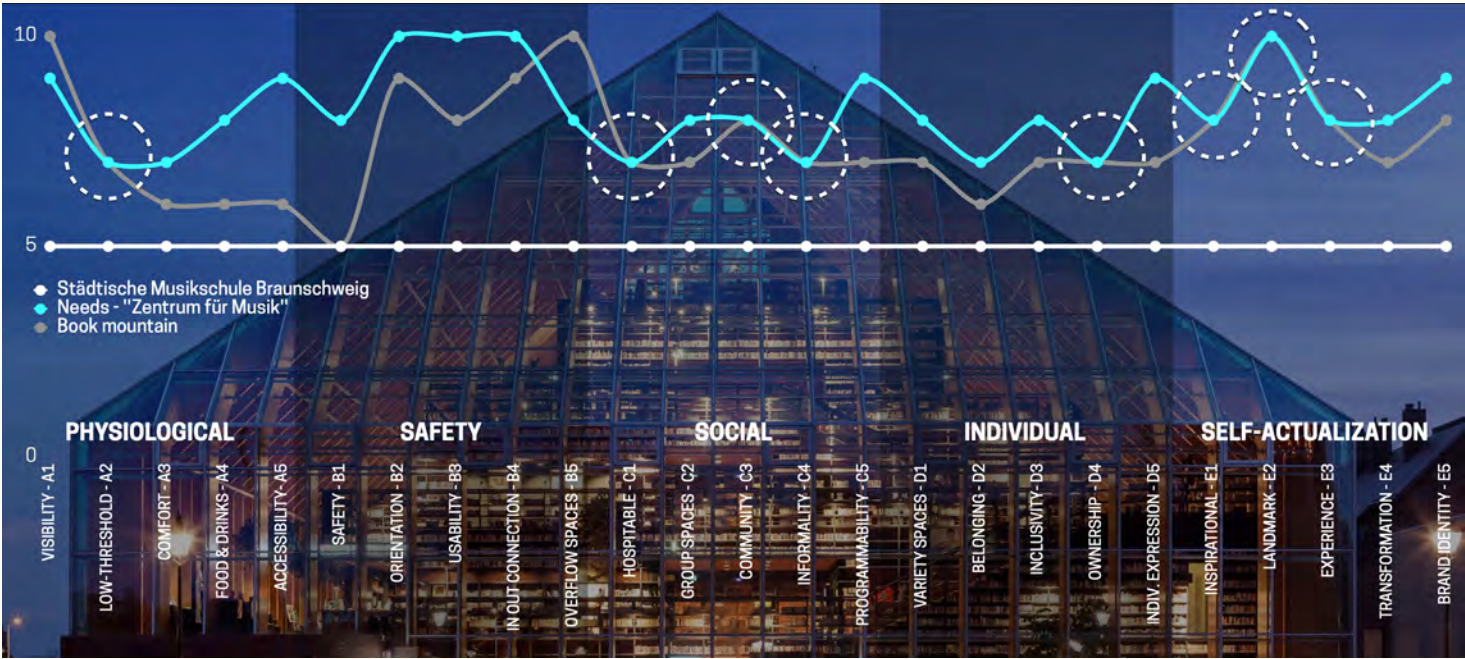 10
5
Städtische Musikschule Braunschweig
Needs - "Zentrum für Musik"
Book mountain
PHYSIOLOGICAL
SAFETY
SOCIAL
INDIVIDUAL
SELF-ACTUALIZATION
0
VISIBILITY - A1
LOW-THRESHOLD - A2
COMFORT - A3
FOOD & DRINKS - A4
ACCESSIBILITY - A5
SAFETY - B1
ORIENTATION - B2
USABILITY - B3
IN OUT CONNECTION - B4
OVERFLOW SPACES - B5
HOSPITABLE - C1
GROUP SPACES - C2
COMMUNITY - C3
INFORMALITY - C4
PROGRAMMABILITY - C5
VARIETY SPACES - D1
BELONGING - D2
INCLUSIVITY - D3
OWNERSHIP - D4
INDIV. EXPRESSION - D5
INSPIRATIONAL - E1
LANDMARK - E2
EXPERIENCE - E3
TRANSFORMATION - E4
BRAND IDENTITY - E5